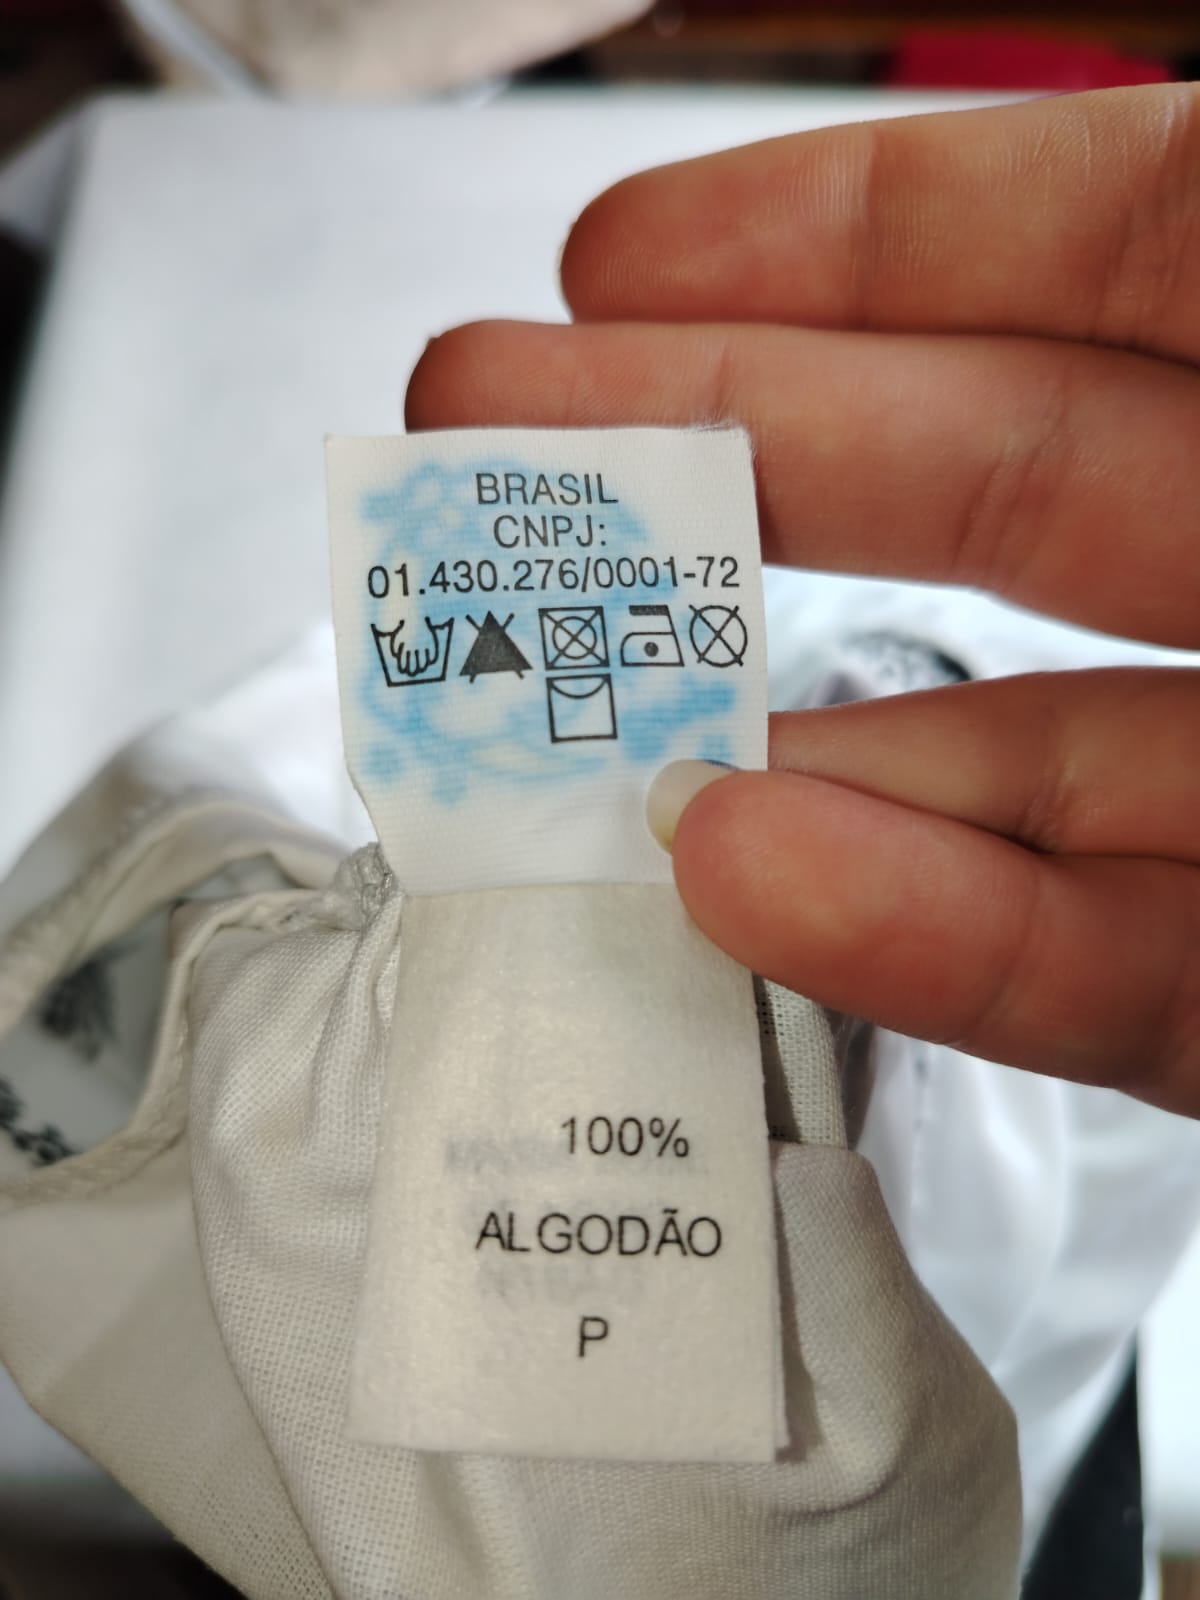 BRASIL
CNPJ:
01.430.276/0001-72
100%
ALGODÃO
P